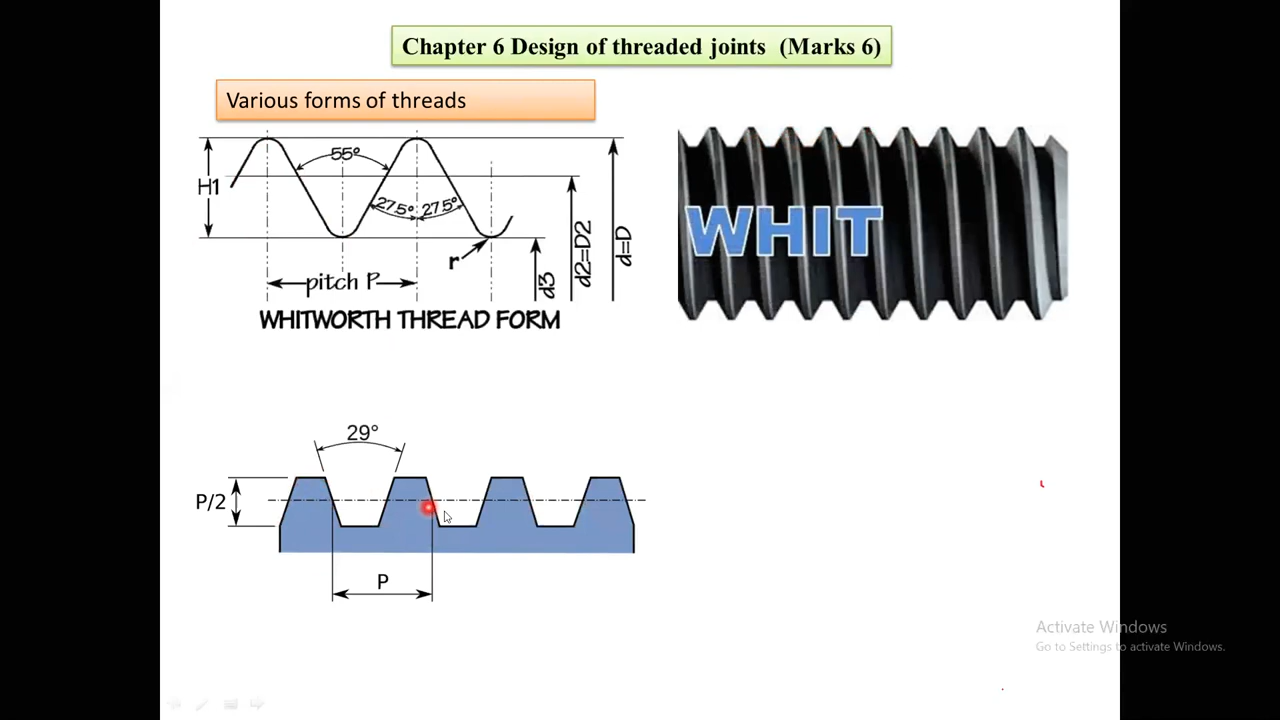 Chapter 6 Design of threaded joints (Marks 6)
Various forms of threads
55°
H1
27.5° 27.5°
r
pitch P
d3
d2=D2
d=D
WHITWORTH THREAD FORM
WHIT
29°
P/2
P
Activate Windows
Go to Settings to activate Windows.